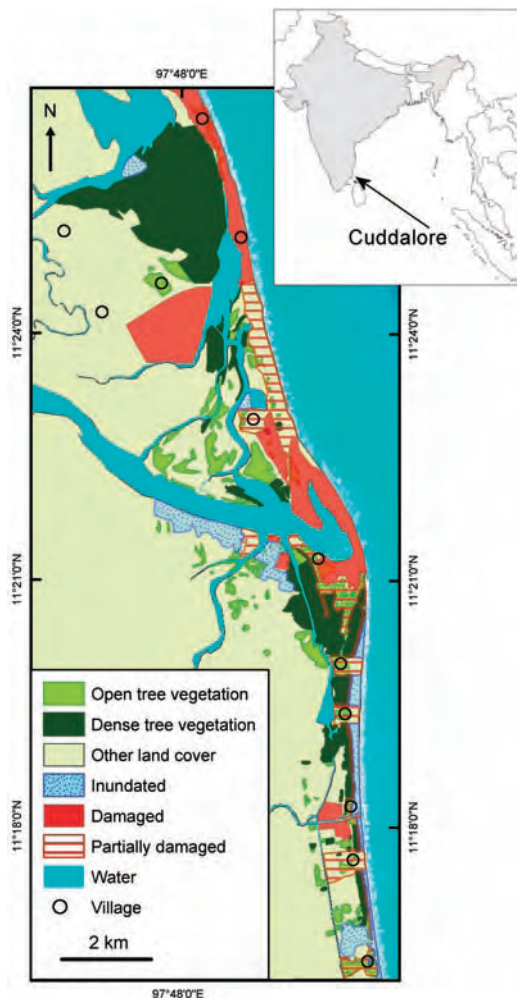 97°48'0"E
N
Cuddalore
11°24'0"N
11°24'0"N
11°21'0"N
11°21'0"N
Open tree vegetation
Dense tree vegetation
Other land cover
Inundated
Damaged
Partially damaged
Water
Village
2 km
11°18'0"N
11°18'0"N
97°48'0"E